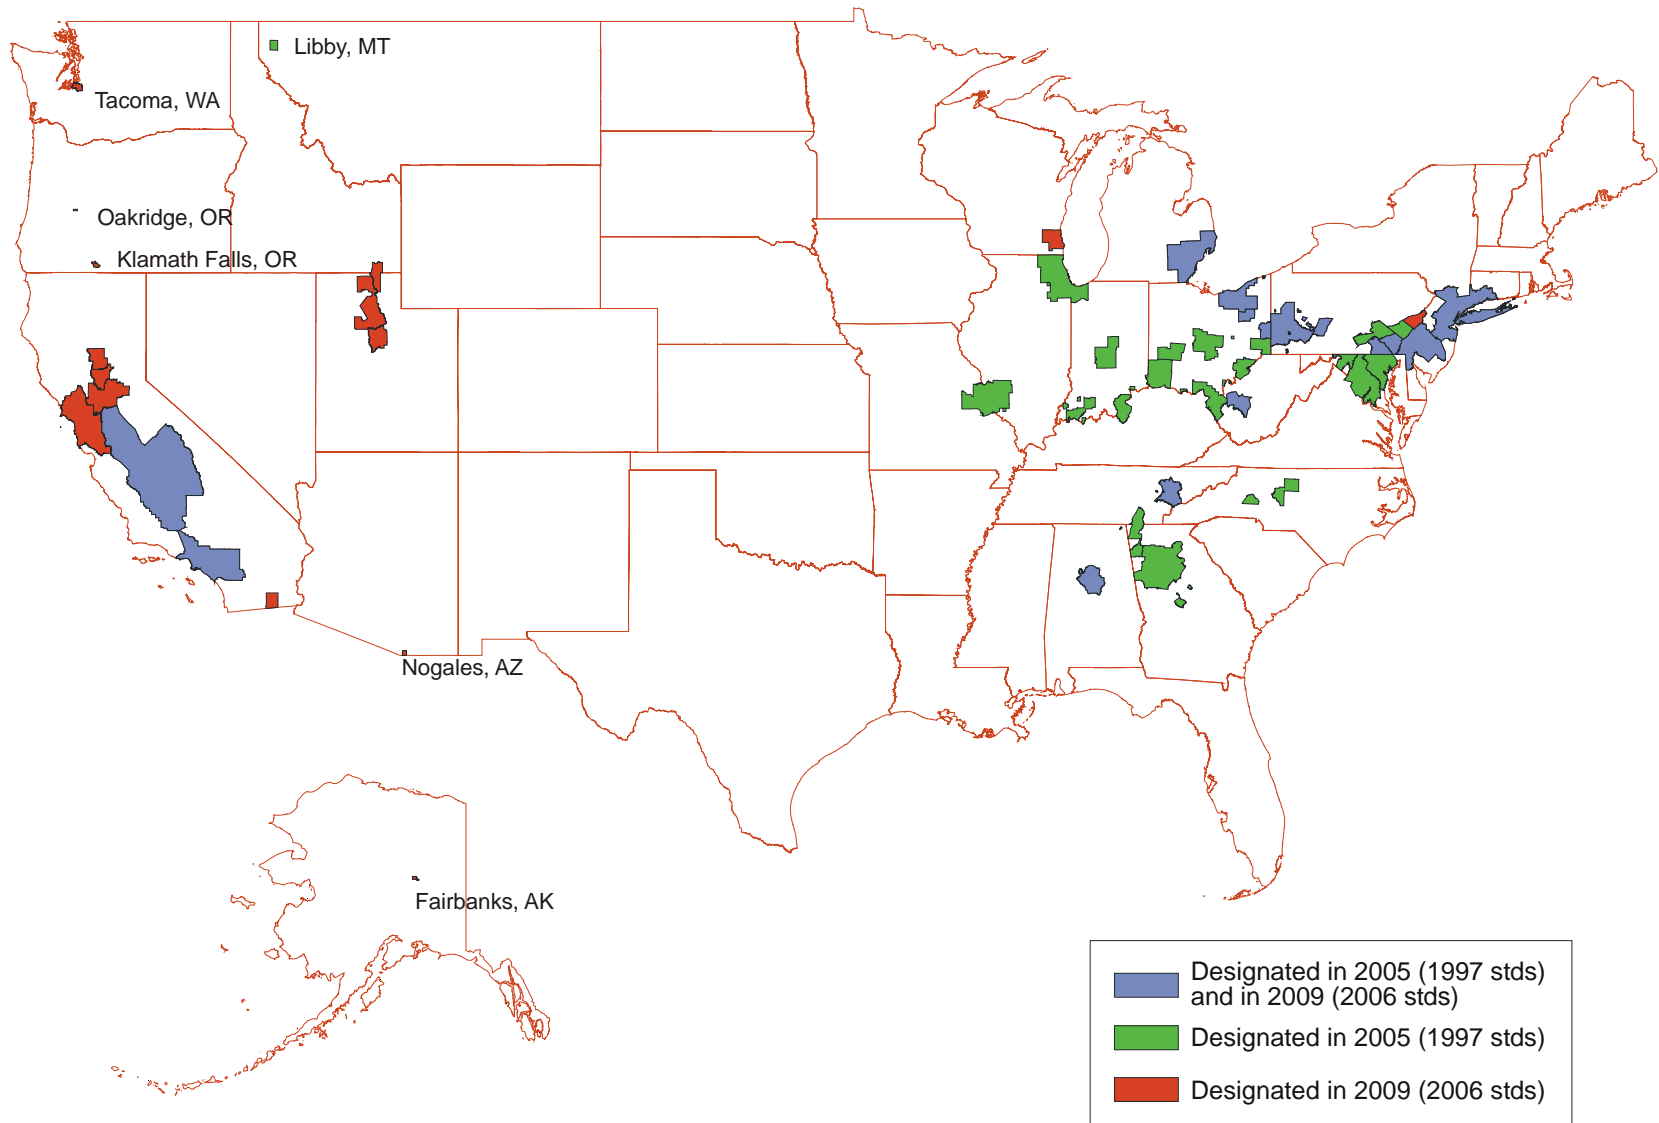 Libby, MT
Tacoma, WA
Oakridge, OR
Klamath Falls, OR
Nogales, AZ
Fairbanks, AK
Designated in 2005 (1997 stds)
and in 2009 (2006 stds)
Designated in 2005 (1997 stds)
Designated in 2009 (2006 stds)